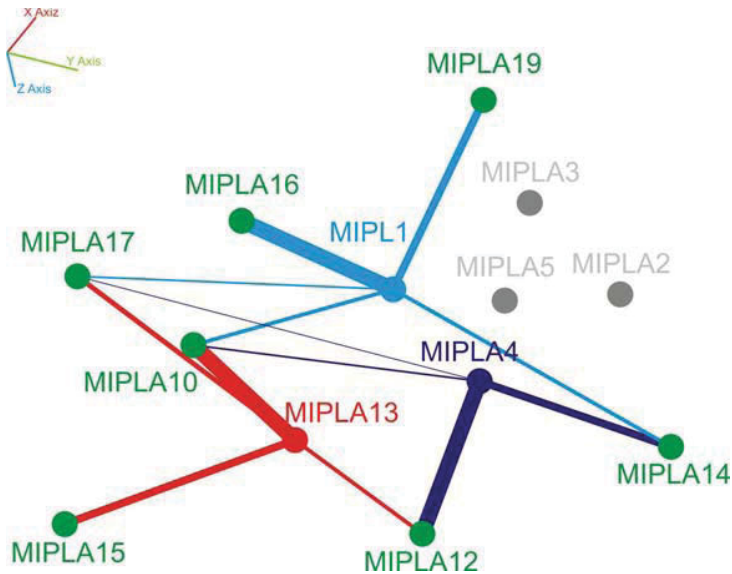 X Axiz
Y Axis
Z Axis
MIPLA19
MIPLA3
MIPLA16
MIPL1
MIPLA17
MIPLA5
MIPLA2
MIPLA4
MIPLA10
MIPLA13
MIPLA14
MIPLA15
MIPLA12